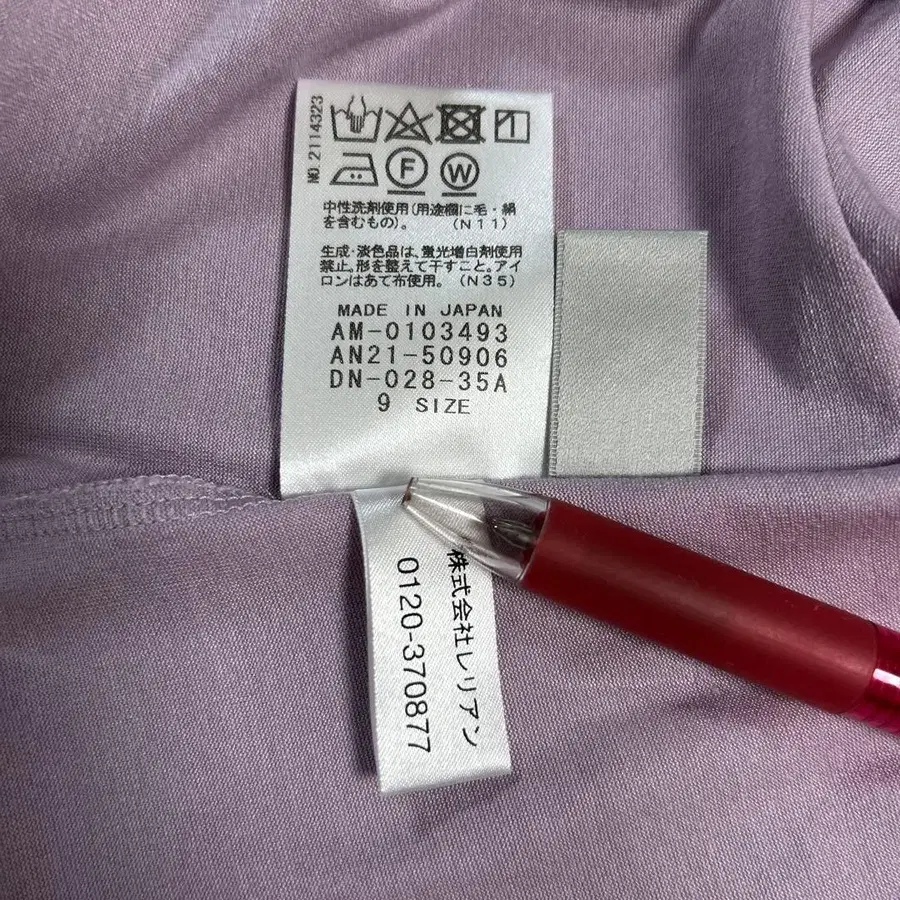 NO.2114323
F
W
中性洗剤使用(用途欄に毛・絹
を含むもの)。 (N11)
生成・淡色品は、蛍光増白剤使用
禁止。形を整えて干すこと。アイ
ロンはあて布使用。(N35)
MADE IN JAPAN
AM-0103493
AN21-50906
DN-028-35A
9 SIZE
株式会社レリアン
0120-370877